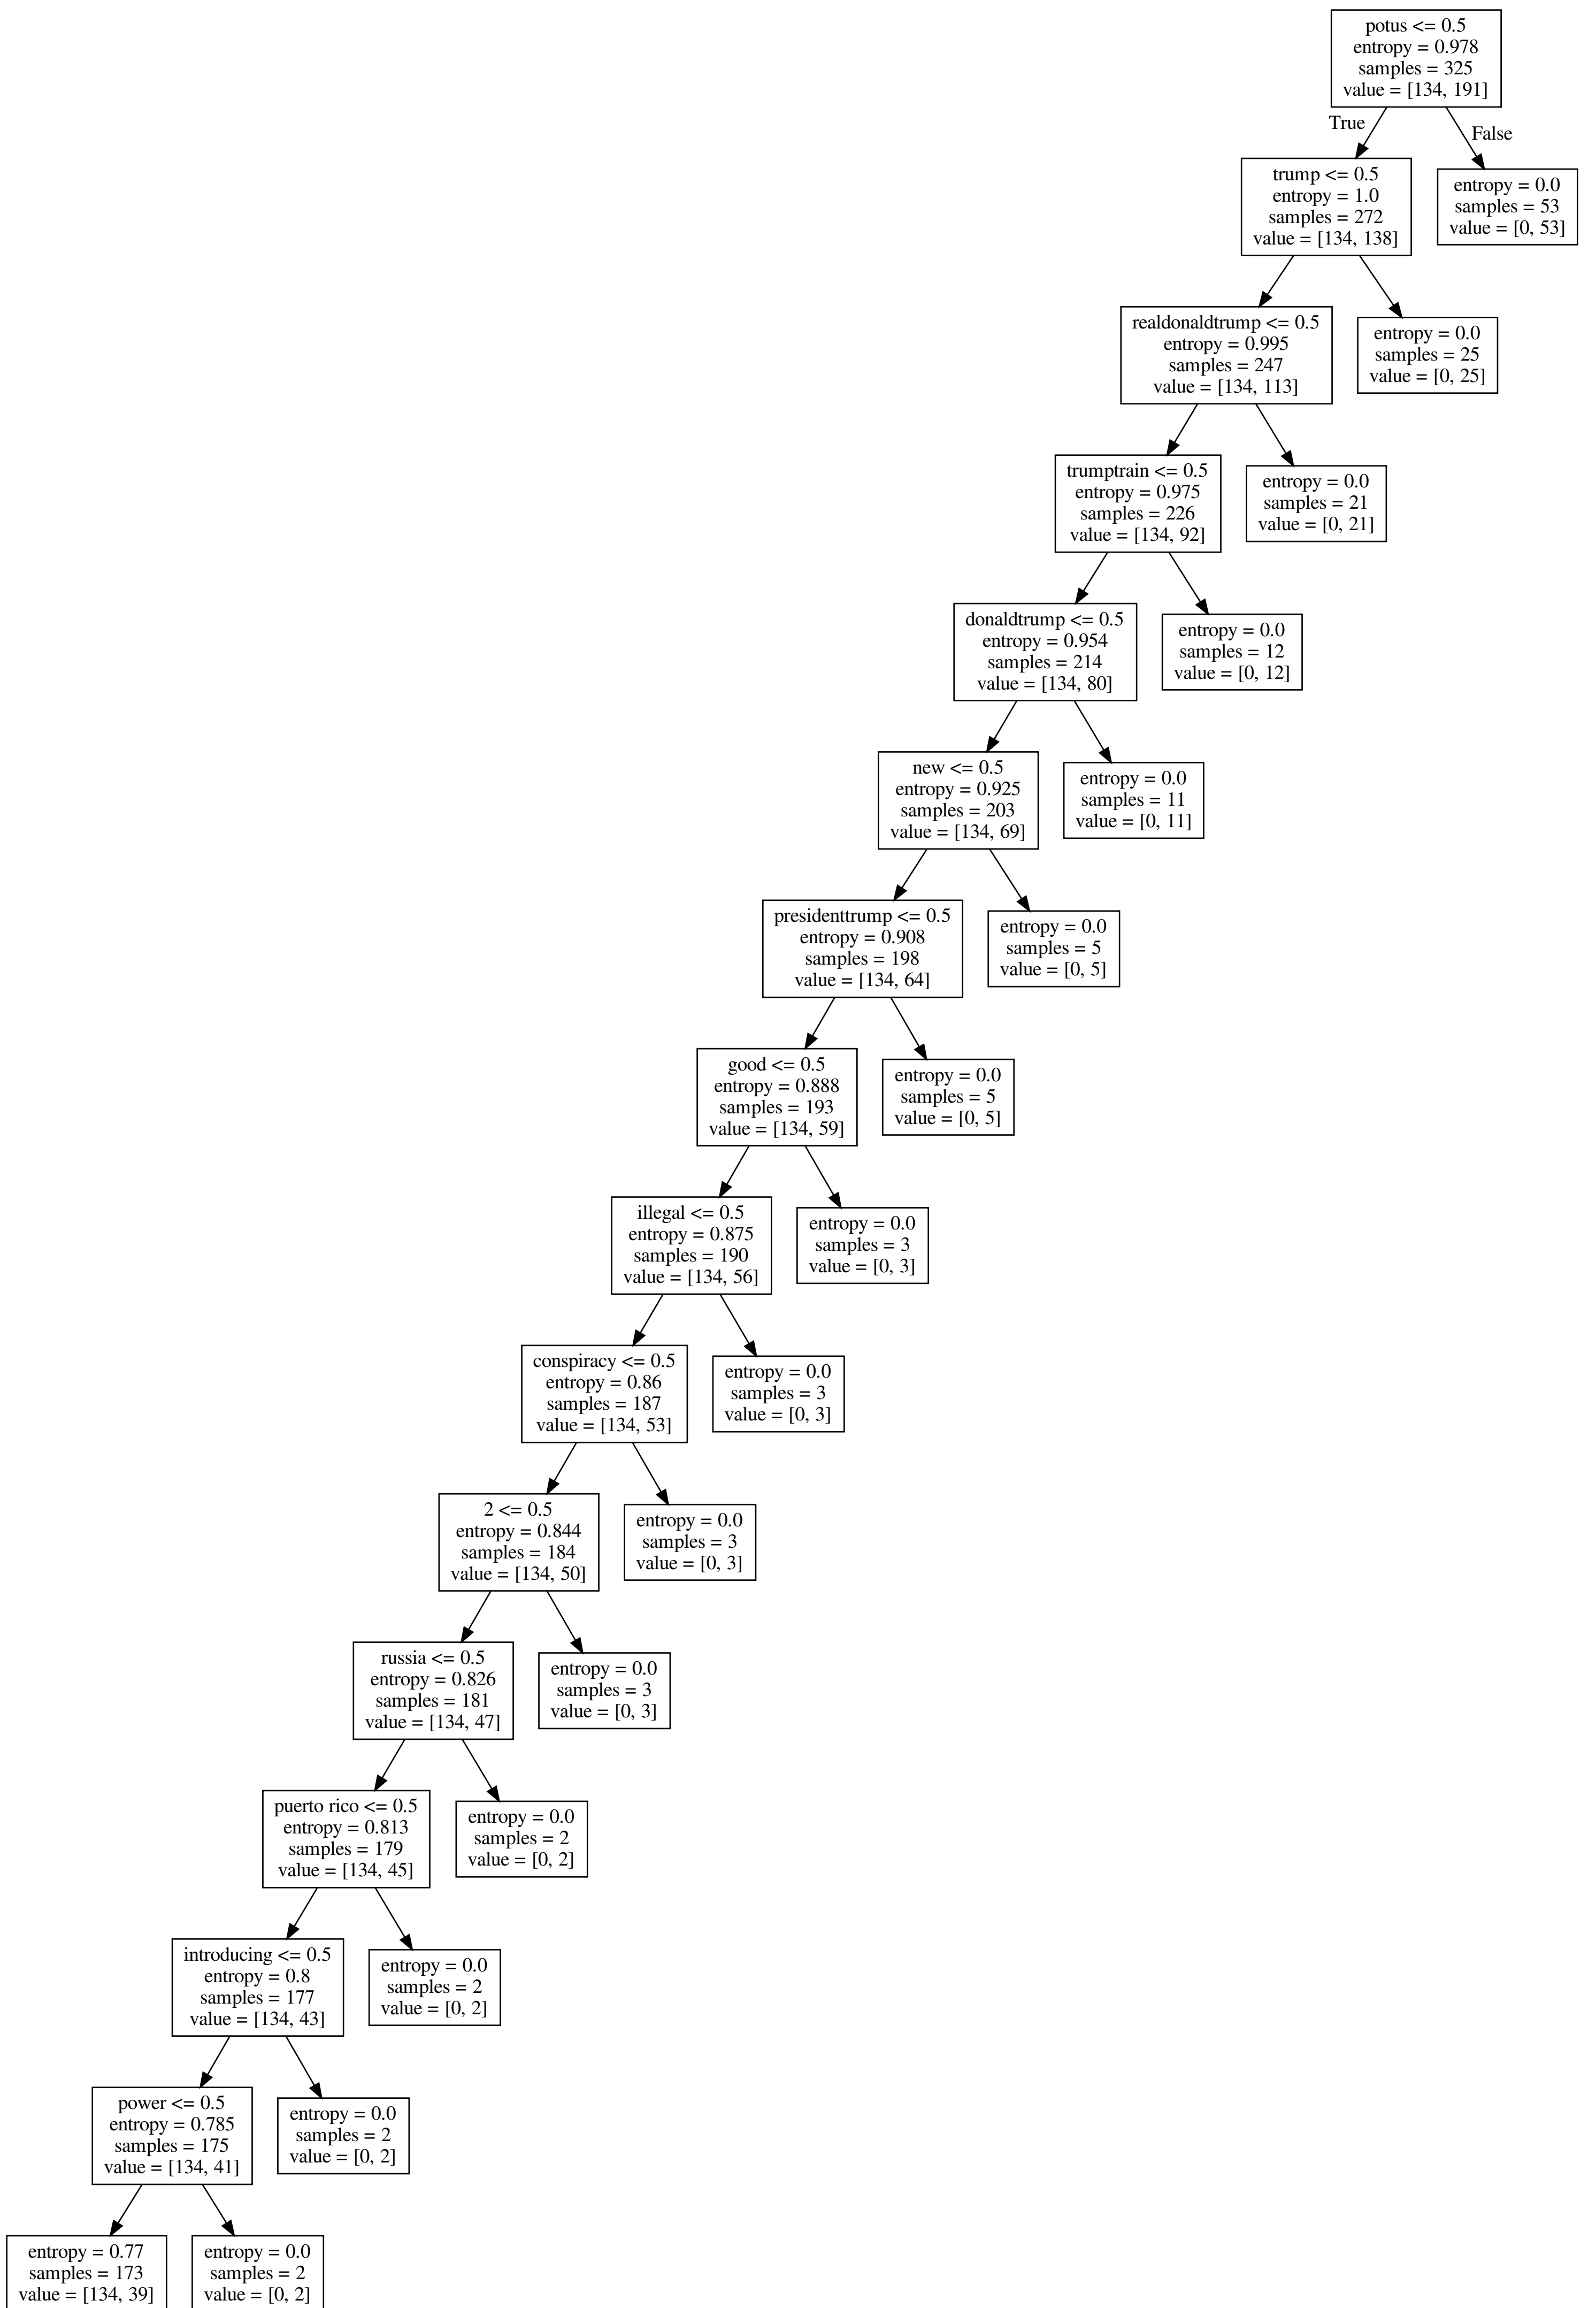 potus <= 0.5
entropy = 0.978
samples = 325
value = [134, 191]
True
False
trump <= 0.5
entropy = 1.0
samples = 272
value = [134, 138]
entropy = 0.0
samples = 53
value = [0, 53]
realdonaldtrump <= 0.5
entropy = 0.995
samples = 247
value = [134, 113]
entropy = 0.0
samples = 25
value = [0, 25]
trumptrain <= 0.5
entropy = 0.975
samples = 226
value = [134, 92]
entropy = 0.0
samples = 21
value = [0, 21]
donaldtrump <= 0.5
entropy = 0.954
samples = 214
value = [134, 80]
entropy = 0.0
samples = 12
value = [0, 12]
new <= 0.5
entropy = 0.925
samples = 203
value = [134, 69]
entropy = 0.0
samples = 11
value = [0, 11]
presidenttrump <= 0.5
entropy = 0.908
samples = 198
value = [134, 64]
entropy = 0.0
samples = 5
value = [0, 5]
good <= 0.5
entropy = 0.888
samples = 193
value = [134, 59]
entropy = 0.0
samples = 5
value = [0, 5]
illegal <= 0.5
entropy = 0.875
samples = 190
value = [134, 56]
entropy = 0.0
samples = 3
value = [0, 3]
conspiracy <= 0.5
entropy = 0.86
samples = 187
value = [134, 53]
entropy = 0.0
samples = 3
value = [0, 3]
2 <= 0.5
entropy = 0.844
samples = 184
value = [134, 50]
entropy = 0.0
samples = 3
value = [0, 3]
russia <= 0.5
entropy = 0.826
samples = 181
value = [134, 47]
entropy = 0.0
samples = 3
value = [0, 3]
puerto rico <= 0.5
entropy = 0.813
samples = 179
value = [134, 45]
entropy = 0.0
samples = 2
value = [0, 2]
introducing <= 0.5
entropy = 0.8
samples = 177
value = [134, 43]
entropy = 0.0
samples = 2
value = [0, 2]
power <= 0.5
entropy = 0.785
samples = 175
value = [134, 41]
entropy = 0.0
samples = 2
value = [0, 2]
entropy = 0.77
samples = 173
value = [134, 39]
entropy = 0.0
samples = 2
value = [0, 2]